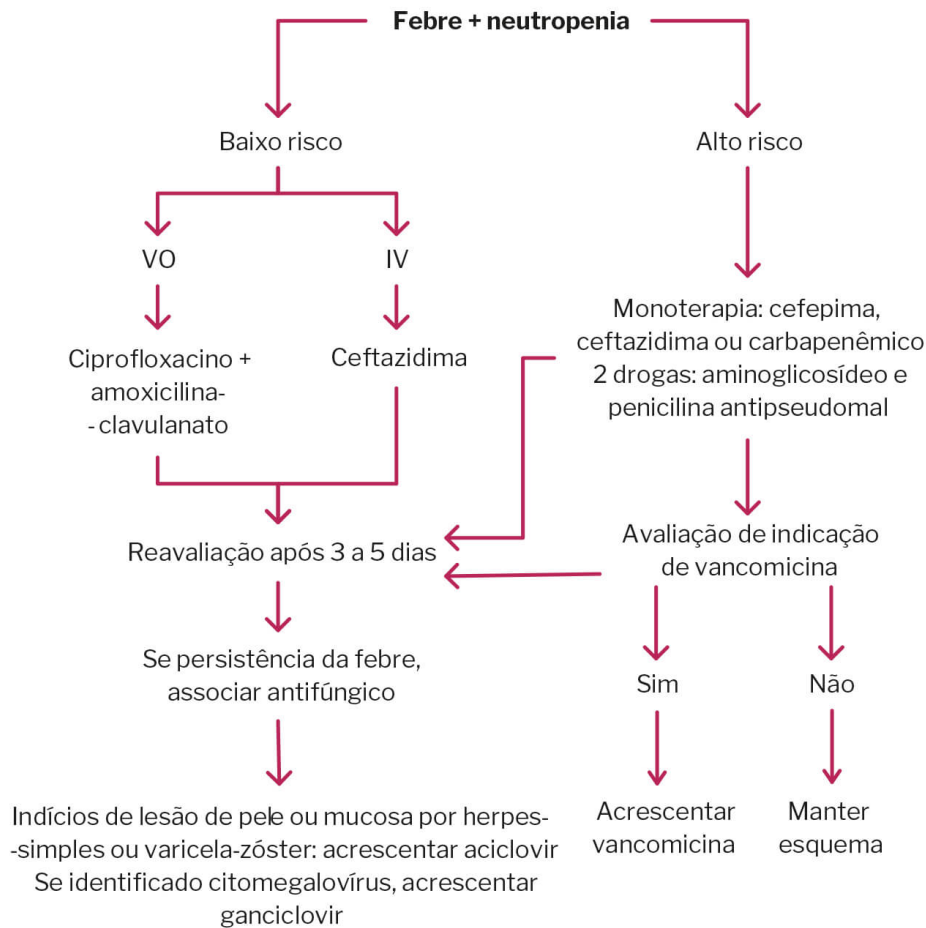 Febre + neutropenia
Baixo risco
Alto risco
VO
IV
Ciprofloxacino +
amoxicilina-
-clavulanato
Ceftazidima
Monoterapia: cefepima,
ceftazidima ou carbapenêmico
2 drogas: aminoglicosídeo e
penicilina antipseudomal
Reavaliação após 3 a 5 dias
Avaliação de indicação
de vancomicina
Se persistência da febre,
associar antifúngico
Sim
Não
Indícios de lesão de pele ou mucosa por herpes-
-simples ou varicela-zóster: acrescentar aciclovir
Se identificado citomegalovírus, acrescentar
ganciclovir
Acrescentar
vancomicina
Manter
esquema